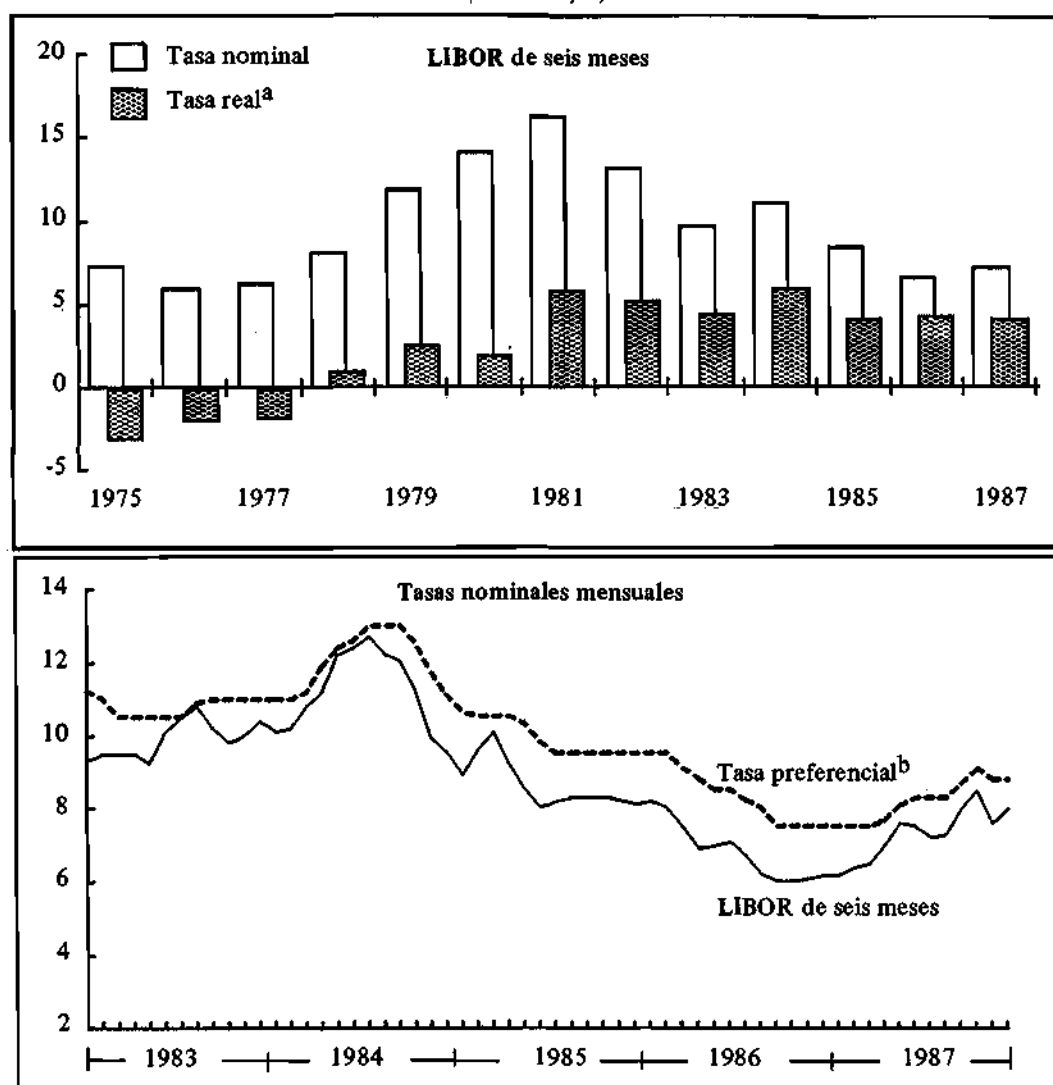 20
Tasa nominal
LIBOR de seis meses
Tasa realª
15
10
5
0
-5
1975 1977 1979 1981 1983 1985 1987
14
Tasas nominales mensuales
12
10
Tasa preferencialᵇ
8
6
LIBOR de seis meses
4
2
1983 1984 1985 1986 1987